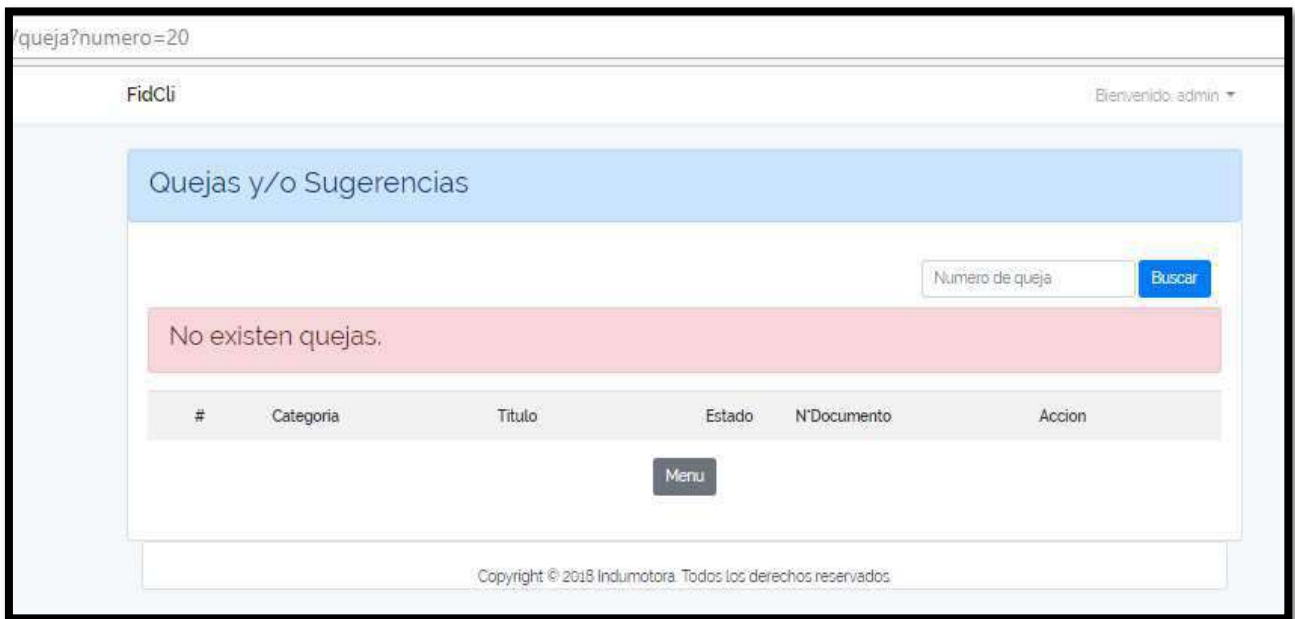 /queja?numero=20
FidCli
Bienvenido: admin
Quejas y/o Sugerencias
Numero de queja Buscar
No existen quejas.
# Categoria Titulo Estado N°Documento Accion
Menu
Copyright © 2018 Indumotora. Todos los derechos reservados